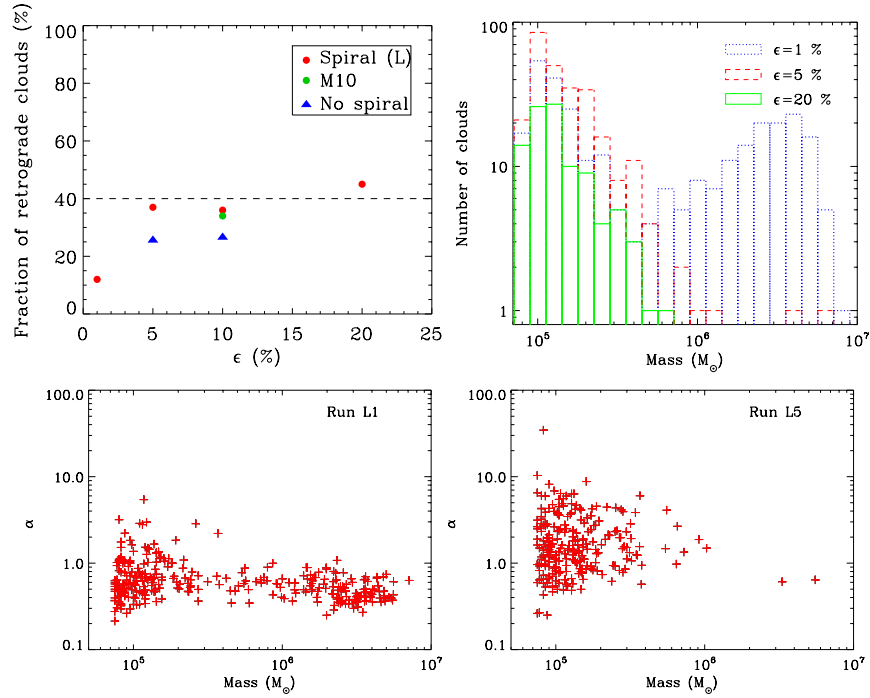 Fraction of retrograde clouds (%)
100
80
60
40
20
0
0
5
10
15
20
25
ϵ (%)
Spiral (L)
M10
No spiral
Number of clouds
100
10
1
10^5
10^6
10^7
Mass (M☉)
ϵ=1 %
ϵ=5 %
ϵ=20 %
α
100.0
10.0
1.0
0.1
10^5
10^6
10^7
Mass (M☉)
Run L1
α
100.0
10.0
1.0
0.1
10^5
10^6
10^7
Mass (M☉)
Run L5